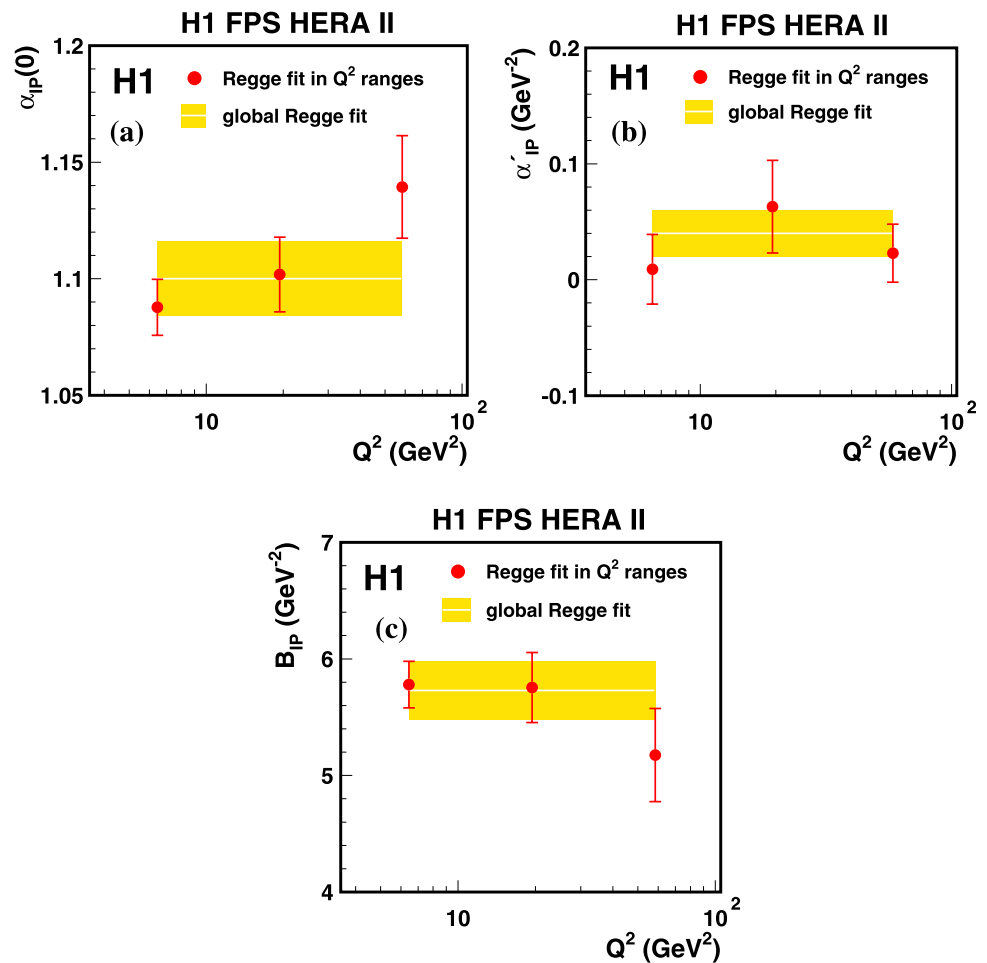 H1 FPS HERA II
α_IP(0)
1.2
1.15
1.1
1.05
H1
(a)
Regge fit in Q² ranges
global Regge fit
10
10²
Q² (GeV²)
H1 FPS HERA II
α′_IP (GeV⁻²)
0.2
0.1
0
-0.1
H1
(b)
Regge fit in Q² ranges
global Regge fit
10
10²
Q² (GeV²)
H1 FPS HERA II
B_IP (GeV⁻²)
7
6
5
4
H1
(c)
Regge fit in Q² ranges
global Regge fit
10
10²
Q² (GeV²)